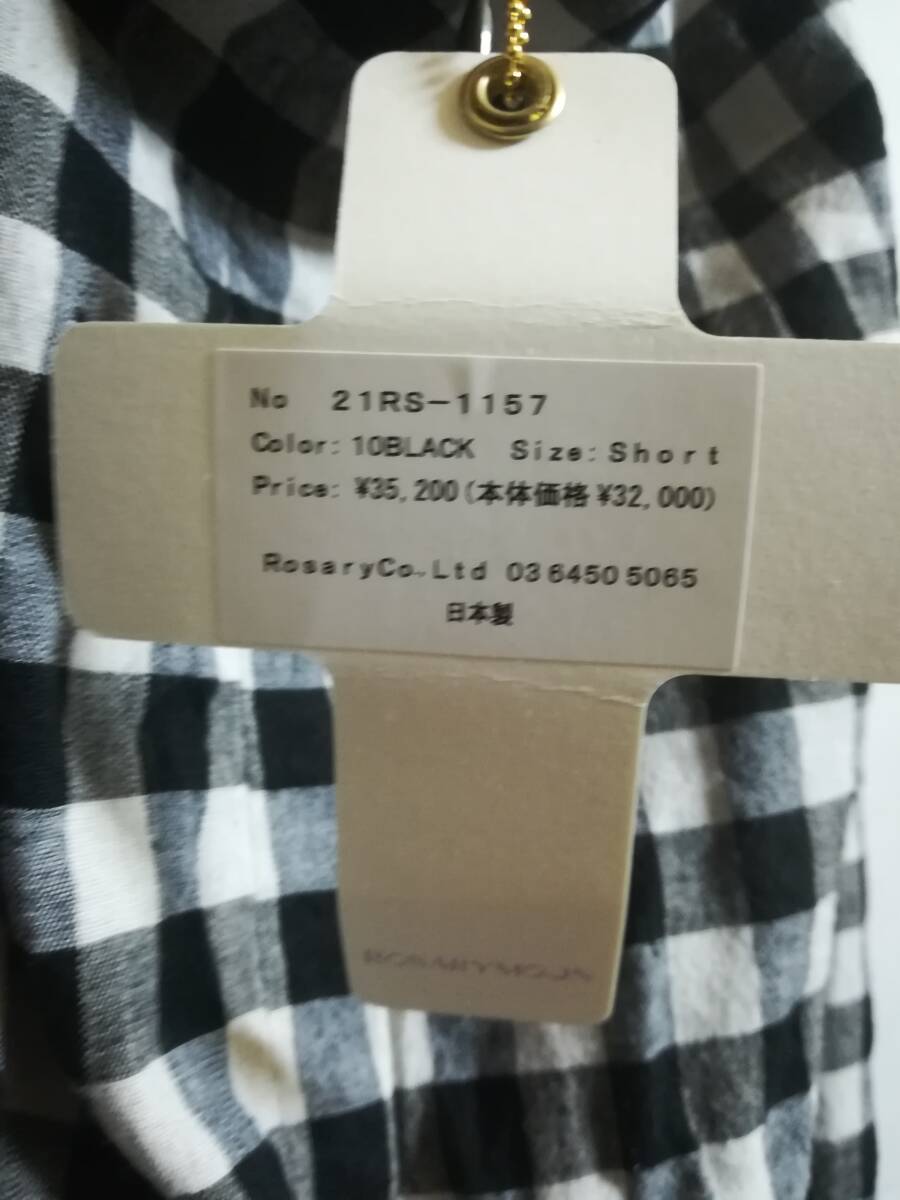 No 21RS-1157
Color: 10BLACK Size: Short
Price: ¥35,200(本体価格¥32,000)
RosaryCo.,Ltd 03 6450 5065
日本製
ROSARYMOON